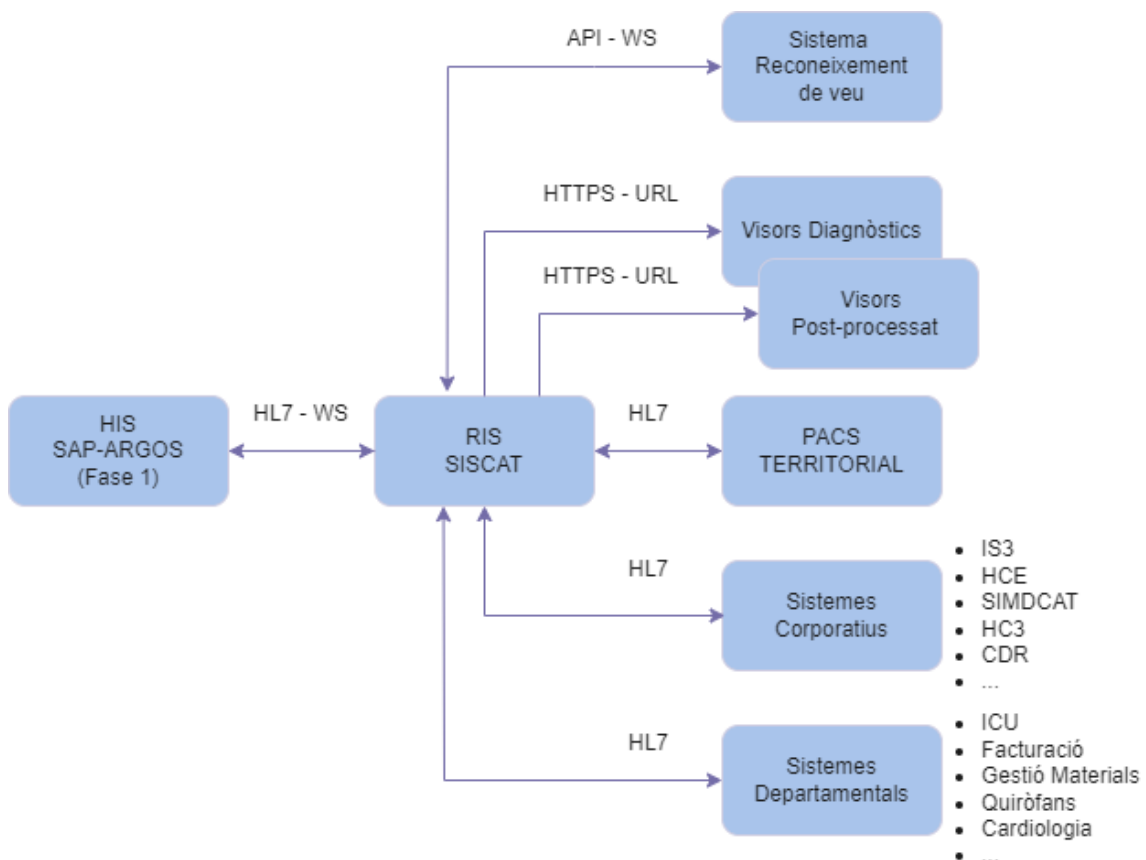 API - WS
Sistema
Reconeixement
de veu
HTTPS - URL
Visors Diagnòstics
HTTPS - URL
Visors
Post-processat
HIS
SAP-ARGOS
(Fase 1)
HL7 - WS
RIS
SISCAT
HL7
PACS
TERRITORIAL
HL7
Sistemes
Corporatius
• IS3
• HCE
• SIMDCAT
• HC3
• CDR
• ...
HL7
Sistemes
Departamentals
• ICU
• Facturació
• Gestió Materials
• Quiròfans
• Cardiologia
• ...